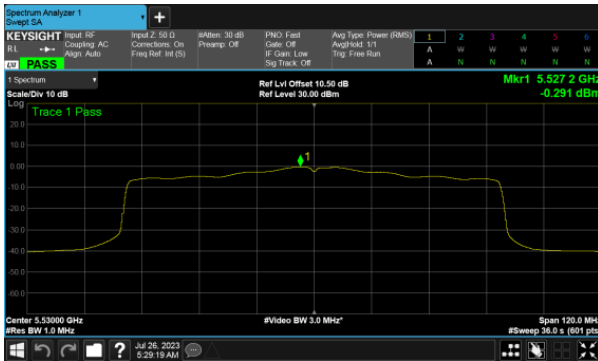 Spectrum Analyzer 1
Swept SA
+
KEYSIGHT Input: RF Input Z: 50 Ω #Atten: 30 dB PNO: Fast Avg Type: Power (RMS) 1 2 3 4 5 6
RL Coupling: AC Corrections: On Preamp: Off Gate: Off Avg|Hold: 1/1 A W W W W W
Align: Auto Freq Ref: Int (S) IF Gain: Low Trig: Free Run
LXI PASS Sig Track: Off A N N N N N
1 Spectrum Ref Lvl Offset 10.50 dB Mkr1 5.527 2 GHz
Scale/Div 10 dB Ref Level 30.00 dBm -0.291 dBm
Log
Trace 1 Pass
20.0
10.0
1
0.00
-10.0
-20.0
-30.0
-40.0
-50.0
-60.0
Center 5.53000 GHz #Video BW 3.0 MHz* Span 120.0 MHz
#Res BW 1.0 MHz #Sweep 36.0 s (601 pts)
? Jul 26, 2023
5:29:19 AM